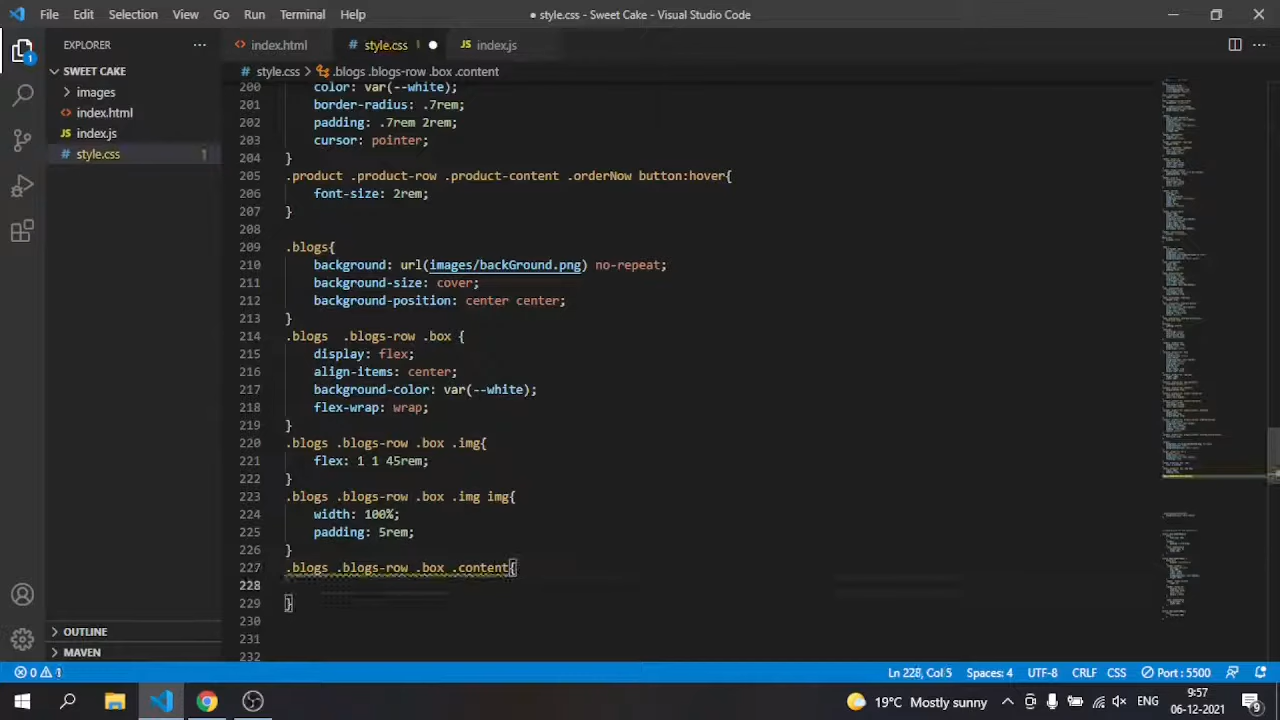 File Edit Selection View Go Run Terminal Help
● style.css - Sweet Cake - Visual Studio Code
EXPLORER
SWEET CAKE
images
index.html
JS index.js
# style.css 1
OUTLINE
MAVEN
1
<> index.html
# style.css 1 ●
JS index.js
# style.css > .blogs .blogs-row .box .content
200 color: var(--white);
201 border-radius: .7rem;
202 padding: .7rem 2rem;
203 cursor: pointer;
204 }
205 .product .product-row .product-content .orderNow button:hover{
206 font-size: 2rem;
207 }
208
209 .blogs{
210 background: url(images/backGround.png) no-repeat;
211 background-size: cover;
212 background-position: center center;
213 }
214 .blogs  .blogs-row .box {
215 display: flex;
216 align-items: center;
217 background-color: var(--white);
218 flex-wrap: wrap;
219 }
220 .blogs .blogs-row .box .img{
221 flex: 1 1 45rem;
222 }
223 .blogs .blogs-row .box .img img{
224 width: 100%;
225 padding: 5rem;
226 }
227 .blogs .blogs-row .box .content{
228
229 }
230
231
232
0 1 Ln 228, Col 5 Spaces: 4 UTF-8 CRLF CSS Port : 5500
19°C Mostly sunny ENG 9:57
06-12-2021 9